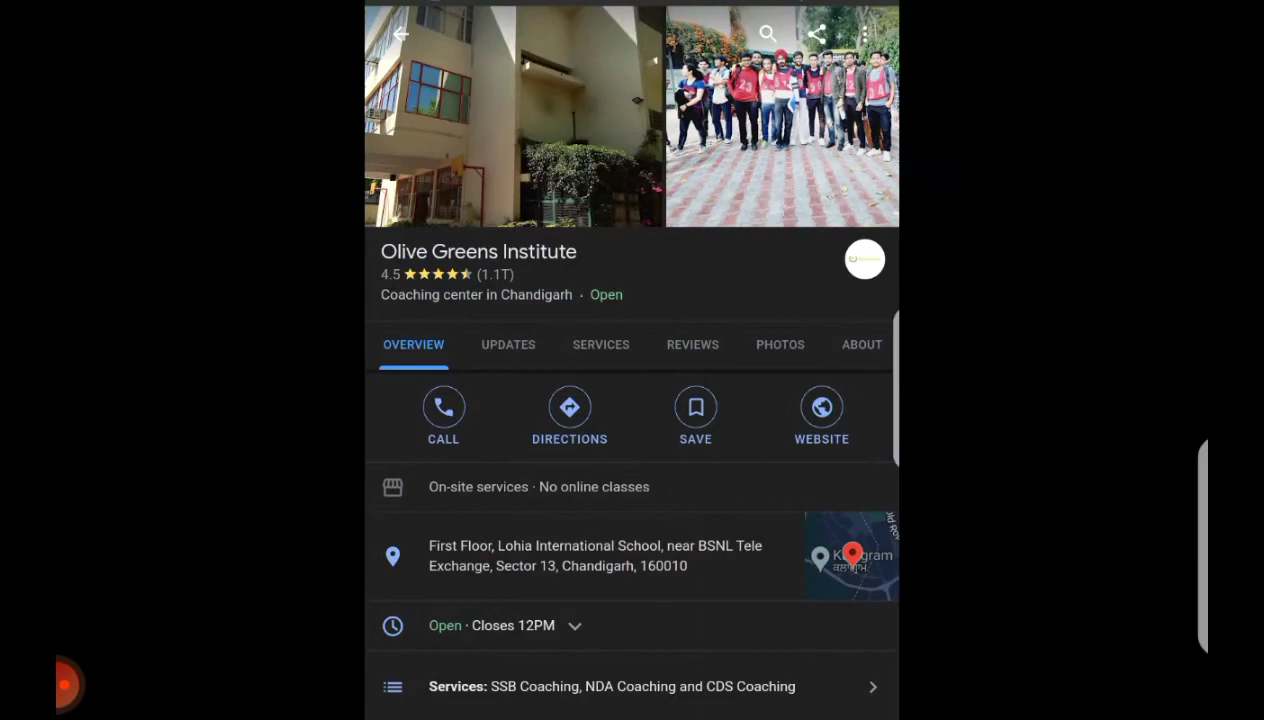 Olive Greens Institute
4.5 (1.1T)
Coaching center in Chandigarh · Open
OVERVIEW UPDATES SERVICES REVIEWS PHOTOS ABOUT
CALL DIRECTIONS SAVE WEBSITE
On-site services · No online classes
First Floor, Lohia International School, near BSNL Tele
Exchange, Sector 13, Chandigarh, 160010
ਕਲਾਗ੍ਰਾਮ
Open · Closes 12PM
Services: SSB Coaching, NDA Coaching and CDS Coaching